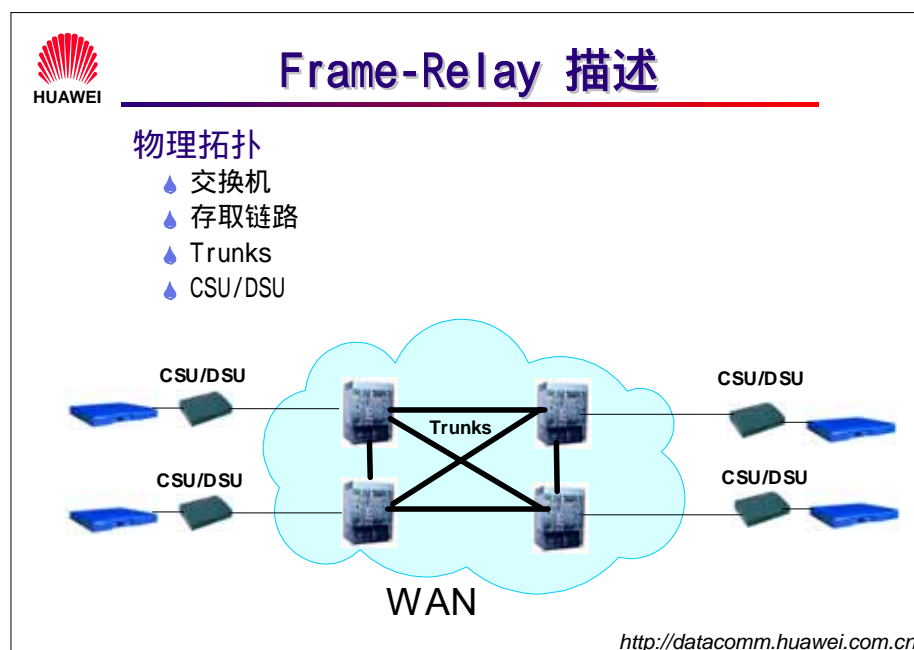 HUAWEI
Frame-Relay 描述
物理拓扑
交换机
存取链路
Trunks
CSU/DSU
CSU/DSU
CSU/DSU
Trunks
CSU/DSU
CSU/DSU
WAN
http://datacomm.huawei.com.cn